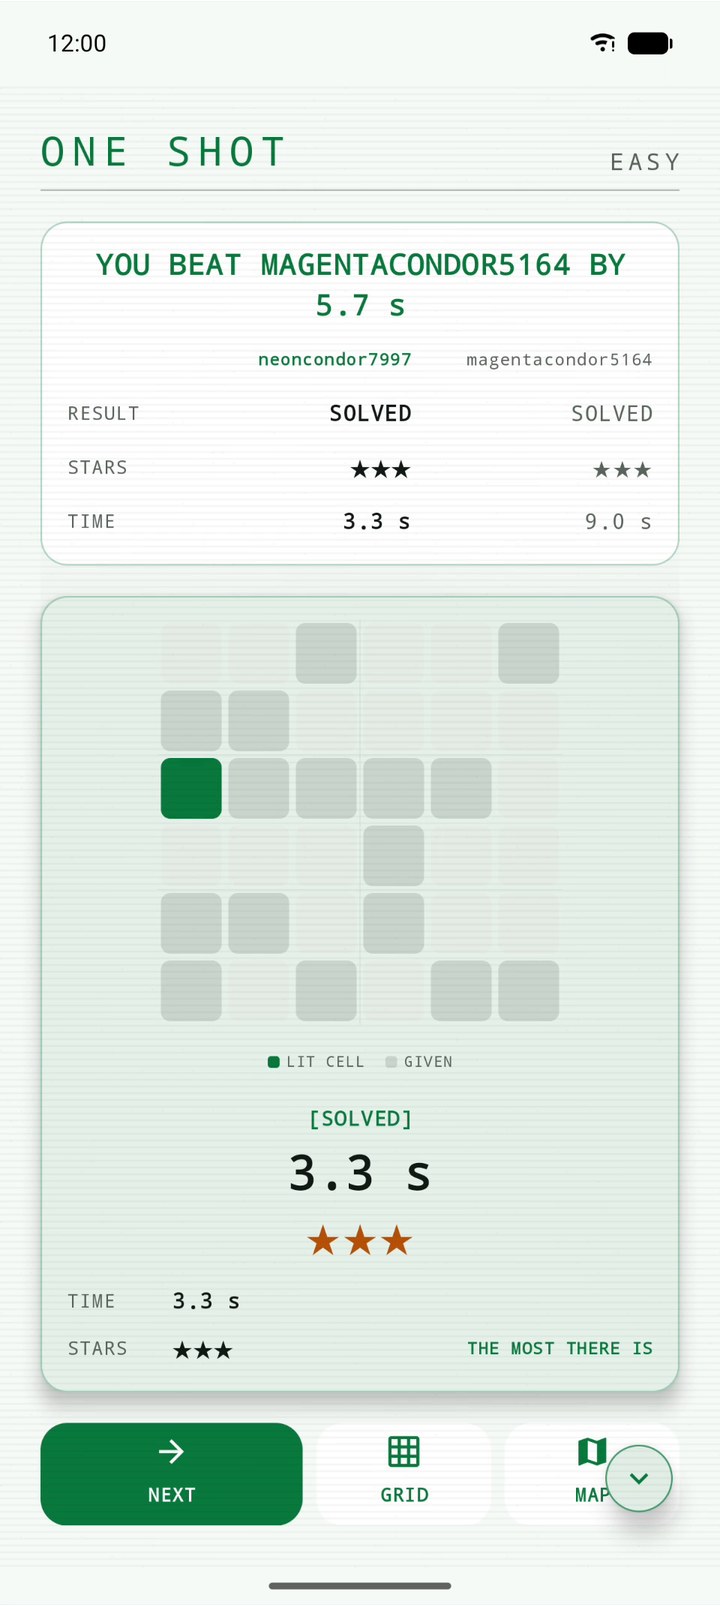 12:00
ONE SHOT
EASY
YOU BEAT MAGENTACONDOR5164 BY
5.7 s
neoncondor7997 magentacondor5164
RESULT SOLVED SOLVED
STARS ★★★ ★★★
TIME 3.3 s 9.0 s
LIT CELL GIVEN
[SOLVED]
3.3 s
★★★
TIME 3.3 s
STARS ★★★ THE MOST THERE IS
NEXT GRID MAP